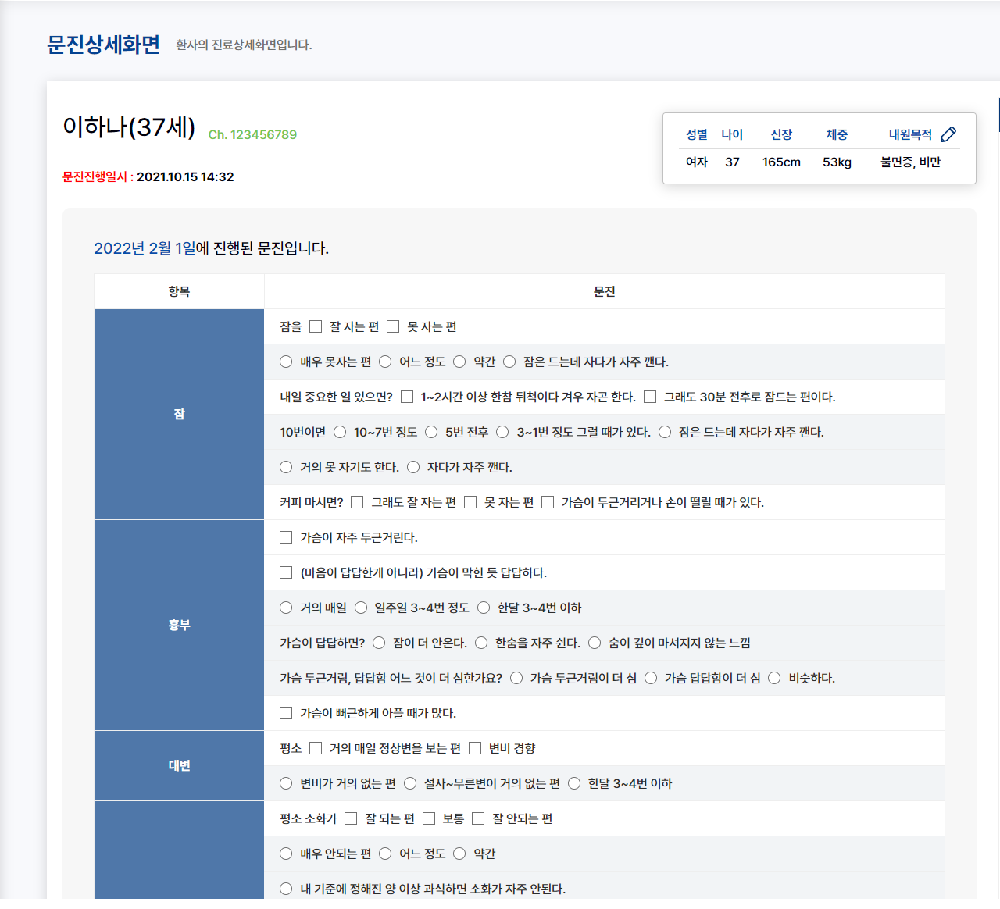 문진상세화면 환자의 진료상세화면입니다.
이하나(37세) Ch. 123456789
문진진행일시 : 2021.10.15 14:32
성별 나이 신장 체중 내원목적
여자 37 165cm 53kg 불면증, 비만
2022년 2월 1일에 진행된 문진입니다.
항목 문진
잠
잠을 잘 자는 편 못 자는 편
매우 못자는 편 어느 정도 약간 잠은 드는데 자다가 자주 깬다.
내일 중요한 일 있으면? 1~2시간 이상 한참 뒤척이다 겨우 자곤 한다. 그래도 30분 전후로 잠드는 편이다.
10번이면 10~7번 정도 5번 전후 3~1번 정도 그럴 때가 있다. 잠은 드는데 자다가 자주 깬다.
거의 못 자기도 한다. 자다가 자주 깬다.
커피 마시면? 그래도 잘 자는 편 못 자는 편 가슴이 두근거리거나 손이 떨릴 때가 있다.
흉부
가슴이 자주 두근거린다.
(마음이 답답한게 아니라) 가슴이 막힌 듯 답답하다.
거의 매일 일주일 3~4번 정도 한달 3~4번 이하
가슴이 답답하면? 잠이 더 안온다. 한숨을 자주 쉰다. 숨이 깊이 마셔지지 않는 느낌
가슴 두근거림, 답답함 어느 것이 더 심한가요? 가슴 두근거림이 더 심 가슴 답답함이 더 심 비슷하다.
가슴이 뻐근하게 아플 때가 많다.
대변
평소 거의 매일 정상변을 보는 편 변비 경향
변비가 거의 없는 편 설사~무른변이 거의 없는 편 한달 3~4번 이하
평소 소화가 잘 되는 편 보통 잘 안되는 편
매우 안되는 편 어느 정도 약간
내 기준에 정해진 양 이상 과식하면 소화가 자주 안된다.